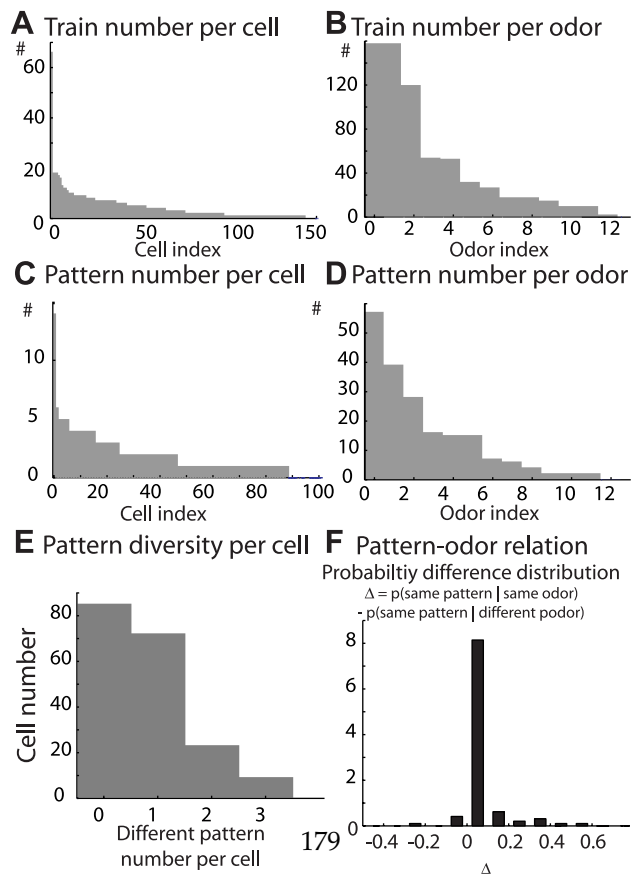 A Train number per cell
#
60
40
20
0
0 50 100 150
Cell index
B Train number per odor
#
120
80
40
0
0 2 4 6 8 10 12
Odor index
C Pattern number per cell
#
10
5
0
0 20 40 60 80 100
Cell index
D Pattern number per odor
#
50
40
30
20
10
0
0 2 4 6 8 10
Odor index
E Pattern diversity per cell
80
60
40
20
0
Cell number
0 1 2 3
Different pattern
number per cell
F Pattern-odor relation
Probabiltiy difference distribution
Δ = p(same pattern | same odor)
- p(same pattern | different podor)
8
6
4
2
0
-0.4 -0.2 0 0.2 0.4 0.6
Δ
179